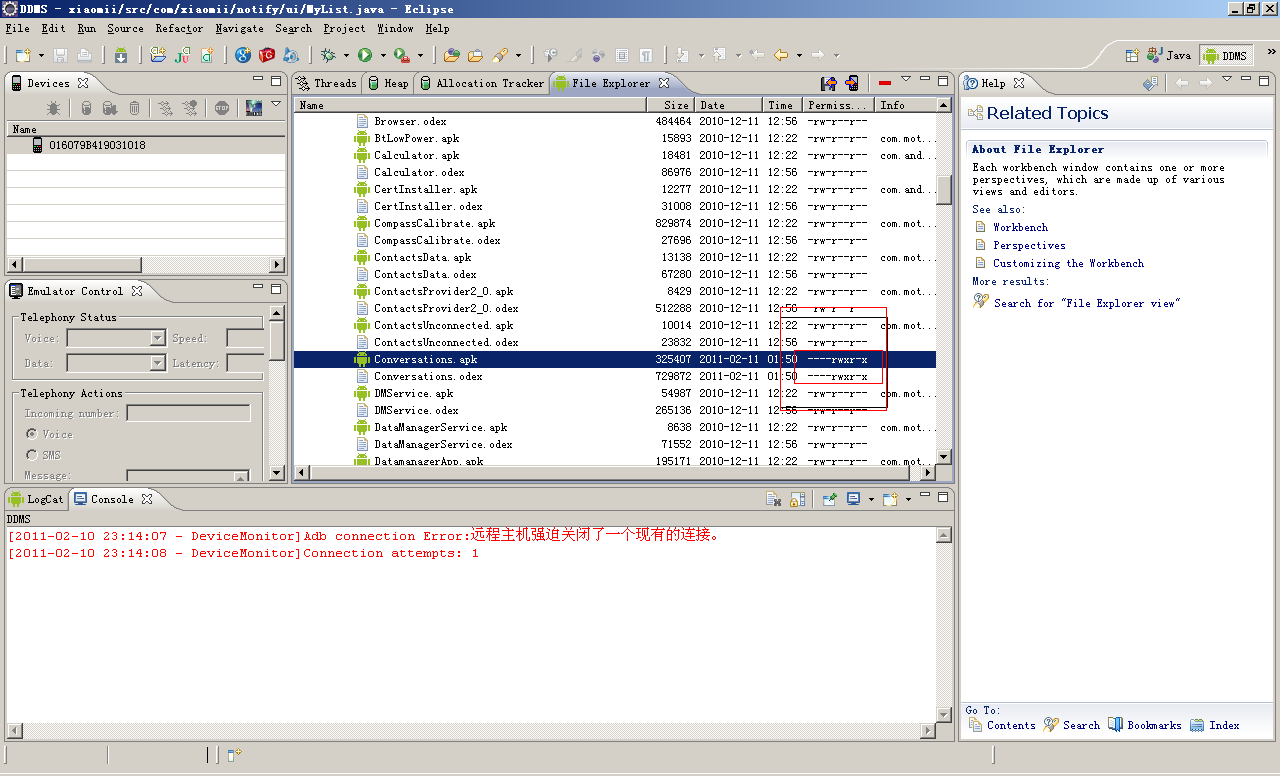 DDMS - xiaomii/src/com/xiaomii/notify/ui/MyList.java - Eclipse
File Edit Run Source Refactor Navigate Search Project Window Help
Java DDMS
Devices
Name
016079B419031018
Emulator Control
Telephony Status
Voice: Speed:
Data: Latency:
Telephony Actions
Incoming number:
Voice
SMS
Message:
Threads Heap Allocation Tracker File Explorer
Name Size Date Time Permiss... Info
Browser.odex 484464 2010-12-11 12:56 -rw-r--r--
BtLowPower.apk 15893 2010-12-11 12:22 -rw-r--r-- com.mot...
Calculator.apk 18481 2010-12-11 12:22 -rw-r--r-- com.and...
Calculator.odex 86976 2010-12-11 12:56 -rw-r--r--
CertInstaller.apk 12277 2010-12-11 12:22 -rw-r--r-- com.and...
CertInstaller.odex 31008 2010-12-11 12:56 -rw-r--r--
CompassCalibrate.apk 829874 2010-12-11 12:22 -rw-r--r-- com.mot...
CompassCalibrate.odex 27696 2010-12-11 12:56 -rw-r--r--
ContactsData.apk 13138 2010-12-11 12:22 -rw-r--r-- com.mot...
ContactsData.odex 67280 2010-12-11 12:56 -rw-r--r--
ContactsProvider2_0.apk 8429 2010-12-11 12:22 -rw-r--r-- com.mot...
ContactsProvider2_0.odex 512288 2010-12-11 12:56 -rw-r--r--
ContactsUnconnected.apk 10014 2010-12-11 12:22 -rw-r--r-- com.mot...
ContactsUnconnected.odex 23832 2010-12-11 12:56 -rw-r--r--
Conversations.apk 325407 2011-02-11 01:50 ----rwxr-x
Conversations.odex 729872 2011-02-11 01:50 ----rwxr-x
DMService.apk 54987 2010-12-11 12:22 -rw-r--r-- com.mot...
DMService.odex 265136 2010-12-11 12:56 -rw-r--r--
DataManagerService.apk 8638 2010-12-11 12:22 -rw-r--r-- com.mot...
DataManagerService.odex 71552 2010-12-11 12:56 -rw-r--r--
DatamanagerApp.apk 195171 2010-12-11 12:22 -rw-r--r-- com.mot...
Help
Related Topics
About File Explorer
Each workbench window contains one or more
perspectives, which are made up of various
views and editors.
See also:
Workbench
Perspectives
Customizing the Workbench
More results:
Search for "File Explorer view"
Go To:
Contents Search Bookmarks Index
LogCat Console
DDMS
[2011-02-10 23:14:07 - DeviceMonitor]Adb connection Error:远程主机强迫关闭了一个现有的连接。
[2011-02-10 23:14:08 - DeviceMonitor]Connection attempts: 1